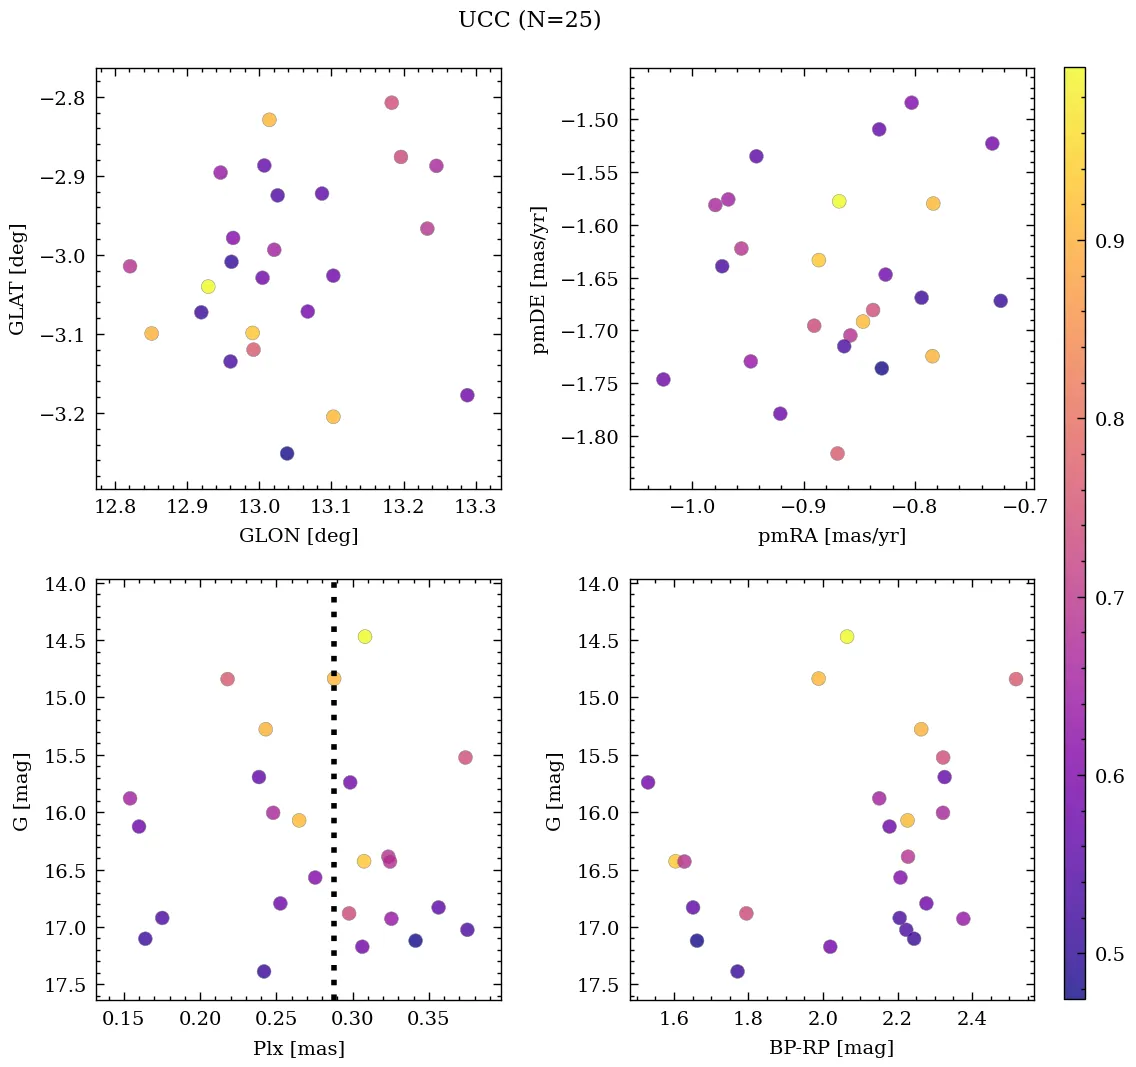 UCC (N=25)
−2.8
−2.9
−3.0
−3.1
−3.2
GLAT [deg]
12.8 12.9 13.0 13.1 13.2 13.3
GLON [deg]
−1.50
−1.55
−1.60
−1.65
−1.70
−1.75
−1.80
pmDE [mas/yr]
−1.0 −0.9 −0.8 −0.7
pmRA [mas/yr]
14.0
14.5
15.0
15.5
16.0
16.5
17.0
17.5
G [mag]
0.15 0.20 0.25 0.30 0.35
Plx [mas]
14.0
14.5
15.0
15.5
16.0
16.5
17.0
17.5
G [mag]
1.6 1.8 2.0 2.2 2.4
BP-RP [mag]
0.9
0.8
0.7
0.6
0.5